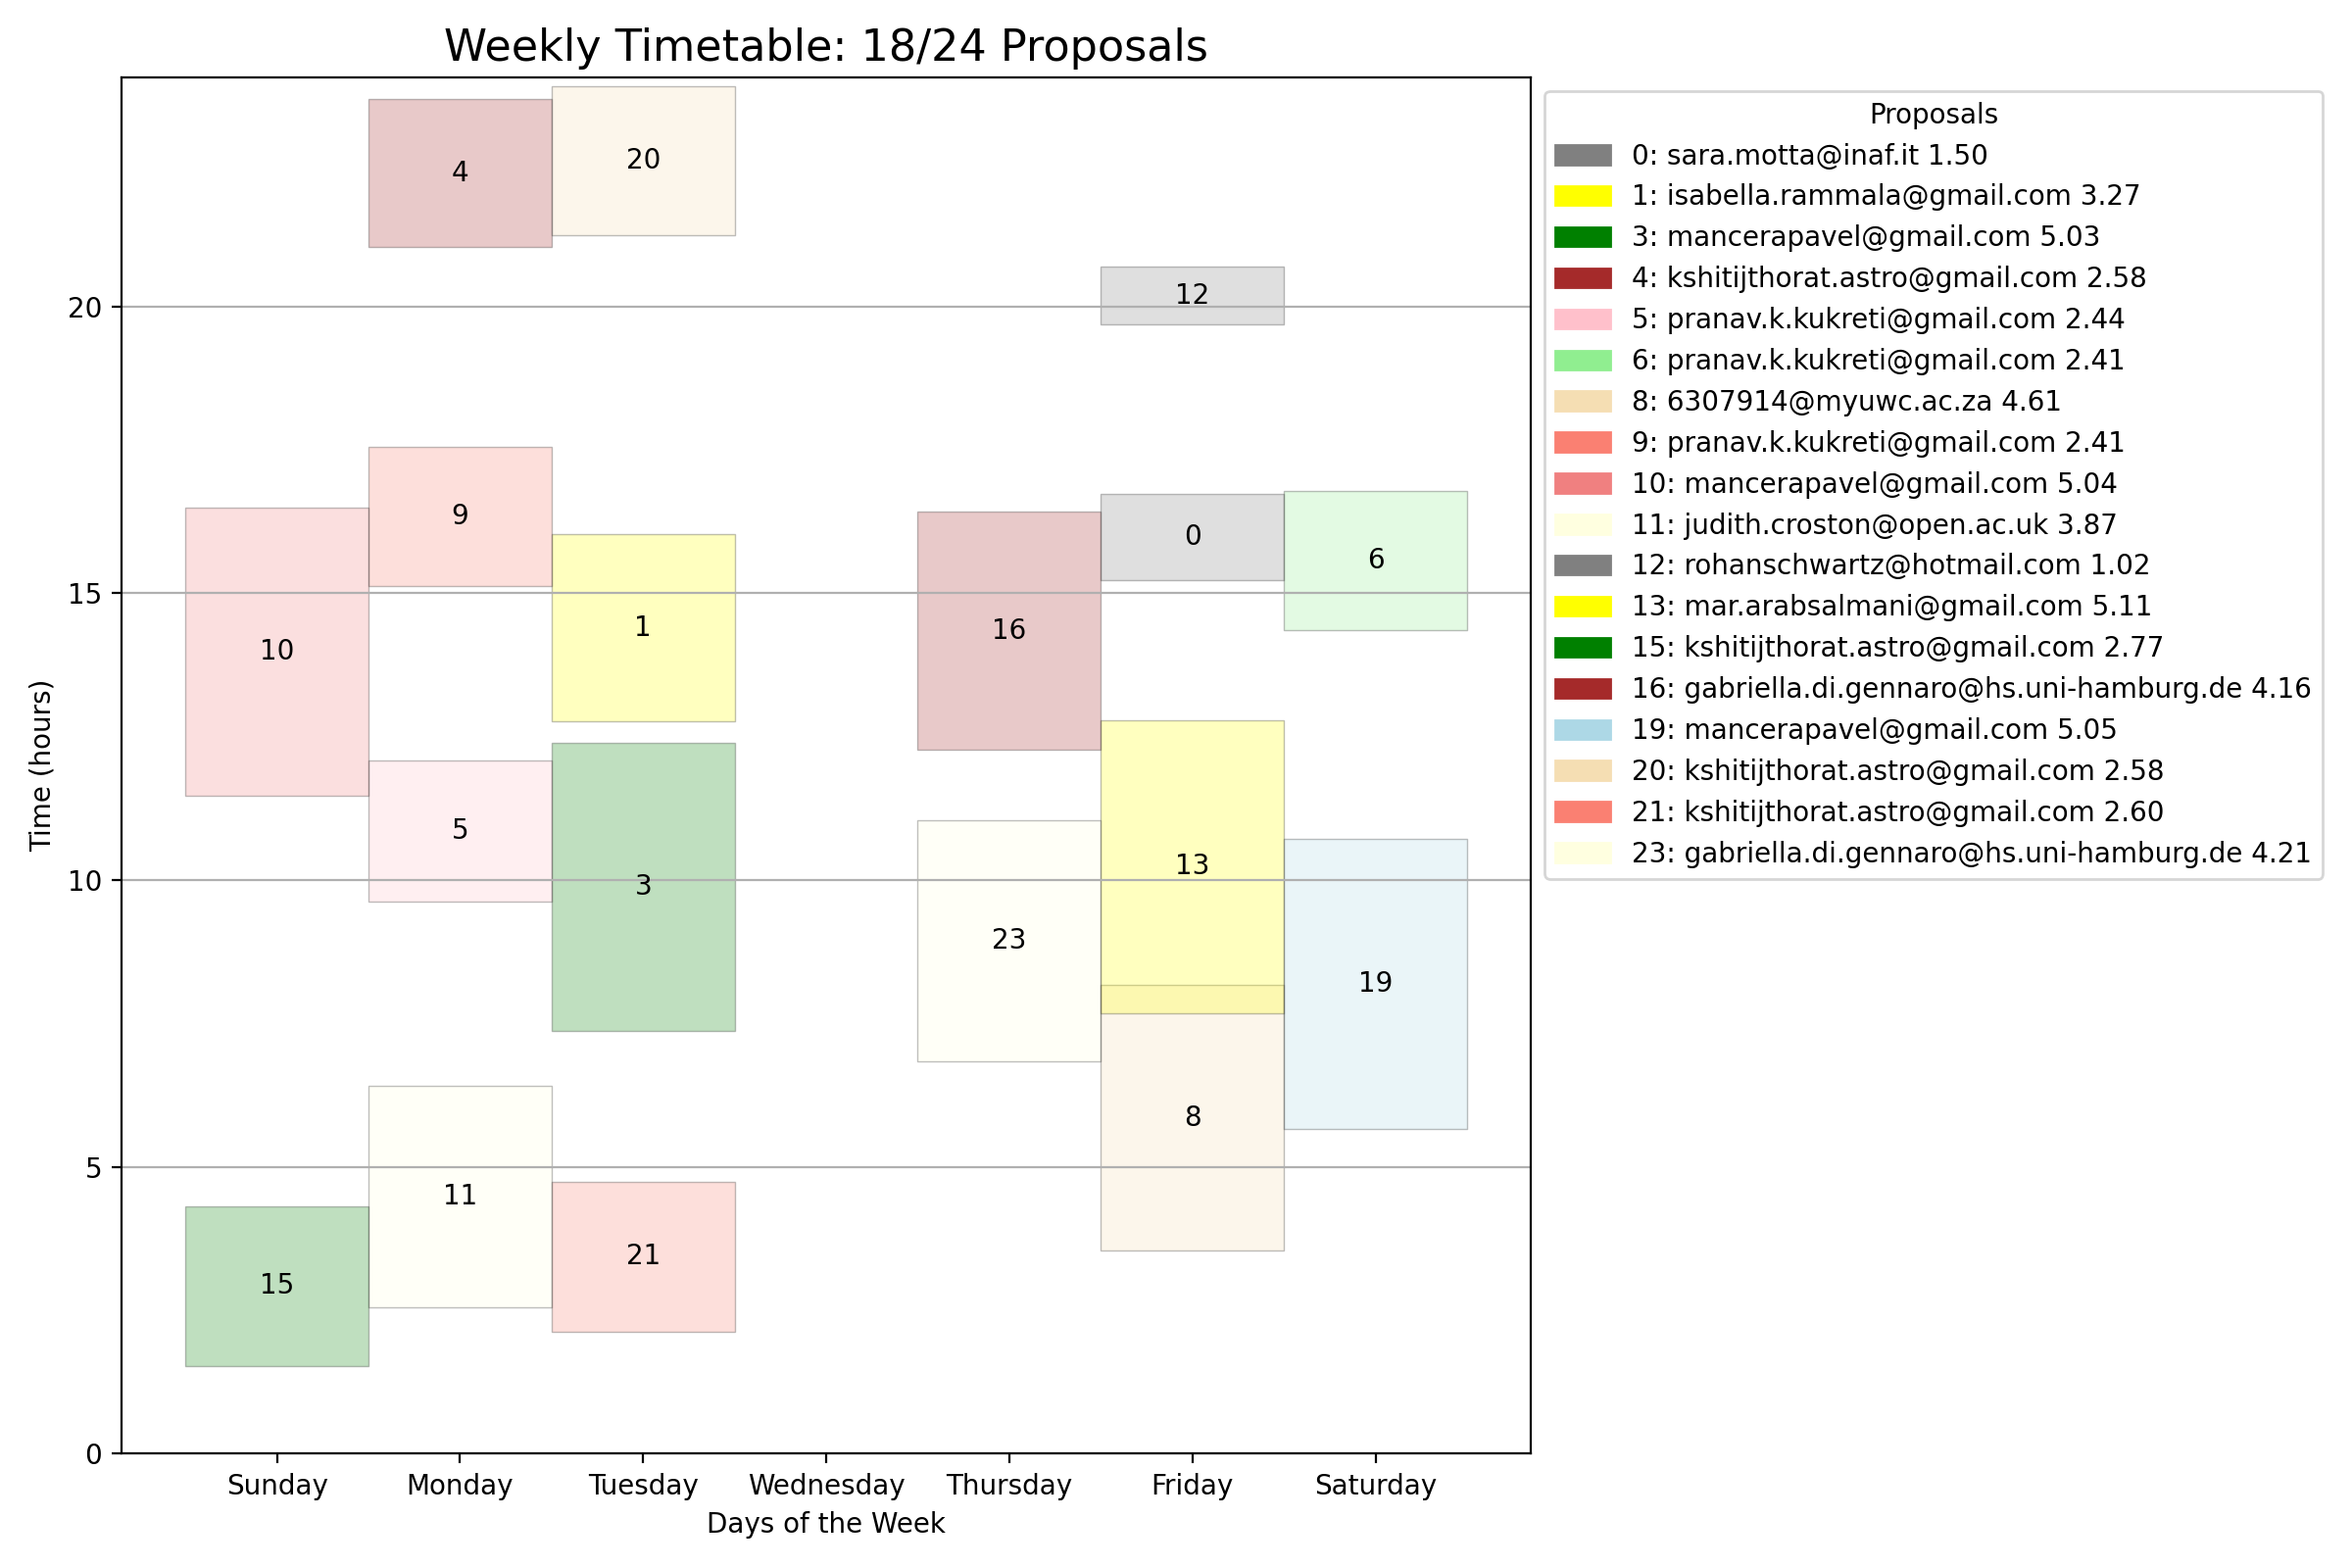 Weekly Timetable: 18/24 Proposals
Time (hours)
20
15
10
5
0
4
20
12
9
10
1
16
0
6
5
3
23
13
19
8
11
21
15
Sunday
Monday
Tuesday
Wednesday
Thursday
Friday
Saturday
Days of the Week
Proposals
0: sara.motta@inaf.it 1.50
1: isabella.rammala@gmail.com 3.27
3: mancerapavel@gmail.com 5.03
4: kshitijthorat.astro@gmail.com 2.58
5: pranav.k.kukreti@gmail.com 2.44
6: pranav.k.kukreti@gmail.com 2.41
8: 6307914@myuwc.ac.za 4.61
9: pranav.k.kukreti@gmail.com 2.41
10: mancerapavel@gmail.com 5.04
11: judith.croston@open.ac.uk 3.87
12: rohanschwartz@hotmail.com 1.02
13: mar.arabsalmani@gmail.com 5.11
15: kshitijthorat.astro@gmail.com 2.77
16: gabriella.di.gennaro@hs.uni-hamburg.de 4.16
19: mancerapavel@gmail.com 5.05
20: kshitijthorat.astro@gmail.com 2.58
21: kshitijthorat.astro@gmail.com 2.60
23: gabriella.di.gennaro@hs.uni-hamburg.de 4.21